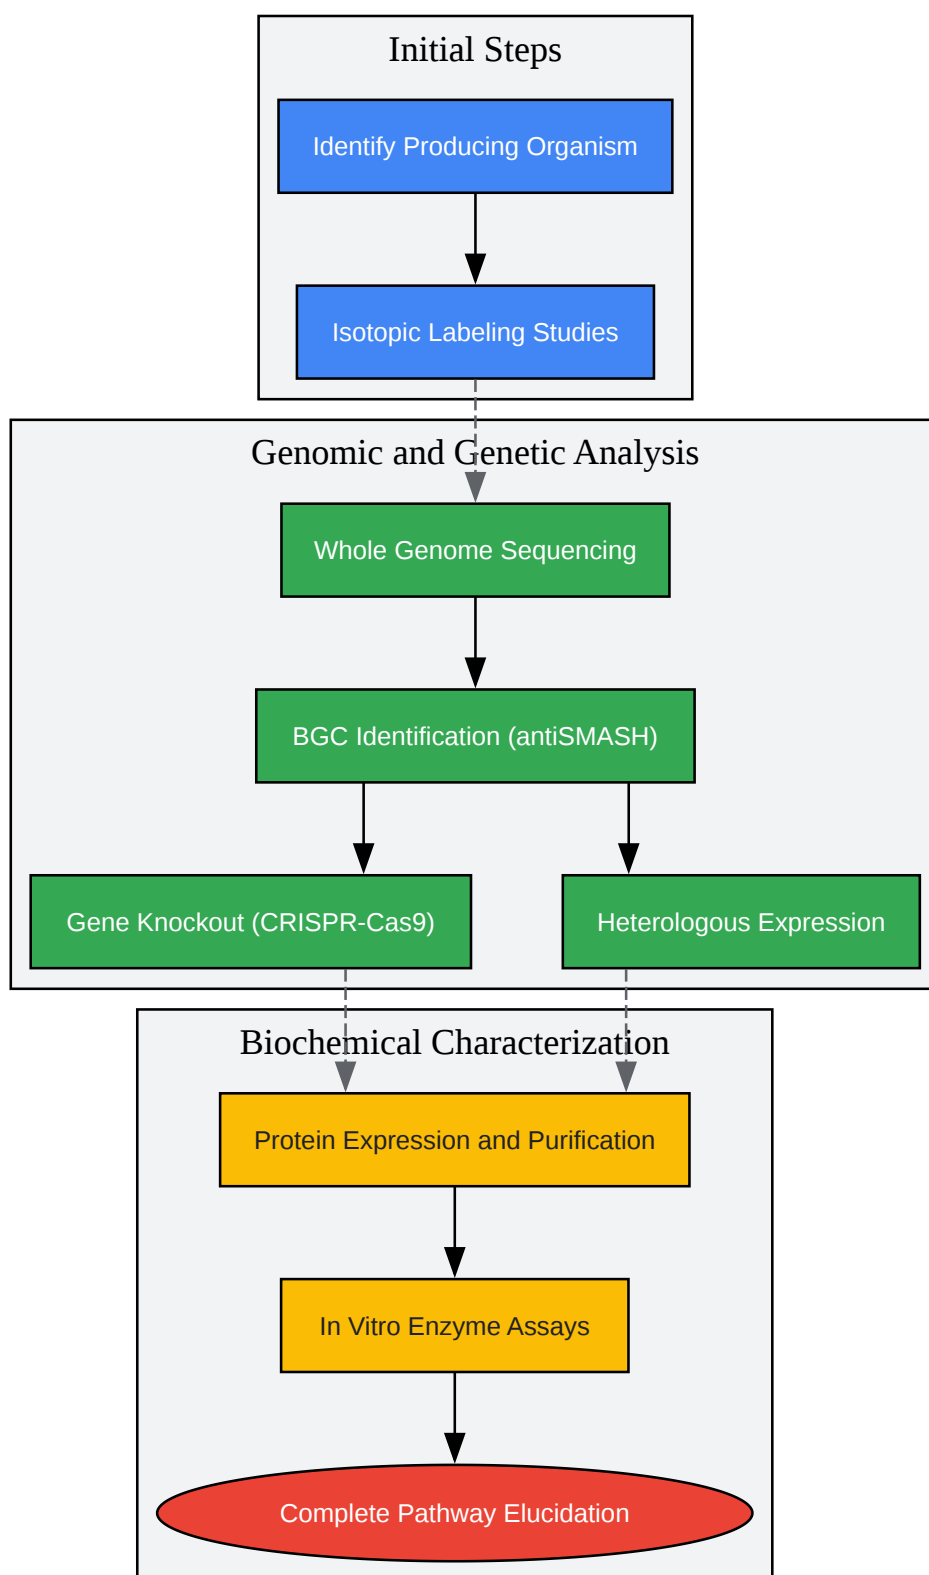 Initial Steps
Identify Producing Organism
Isotopic Labeling Studies
Genomic and Genetic Analysis
Whole Genome Sequencing
BGC Identification (antiSMASH)
Gene Knockout (CRISPR-Cas9)
Heterologous Expression
Biochemical Characterization
Protein Expression and Purification
In Vitro Enzyme Assays
Complete Pathway Elucidation